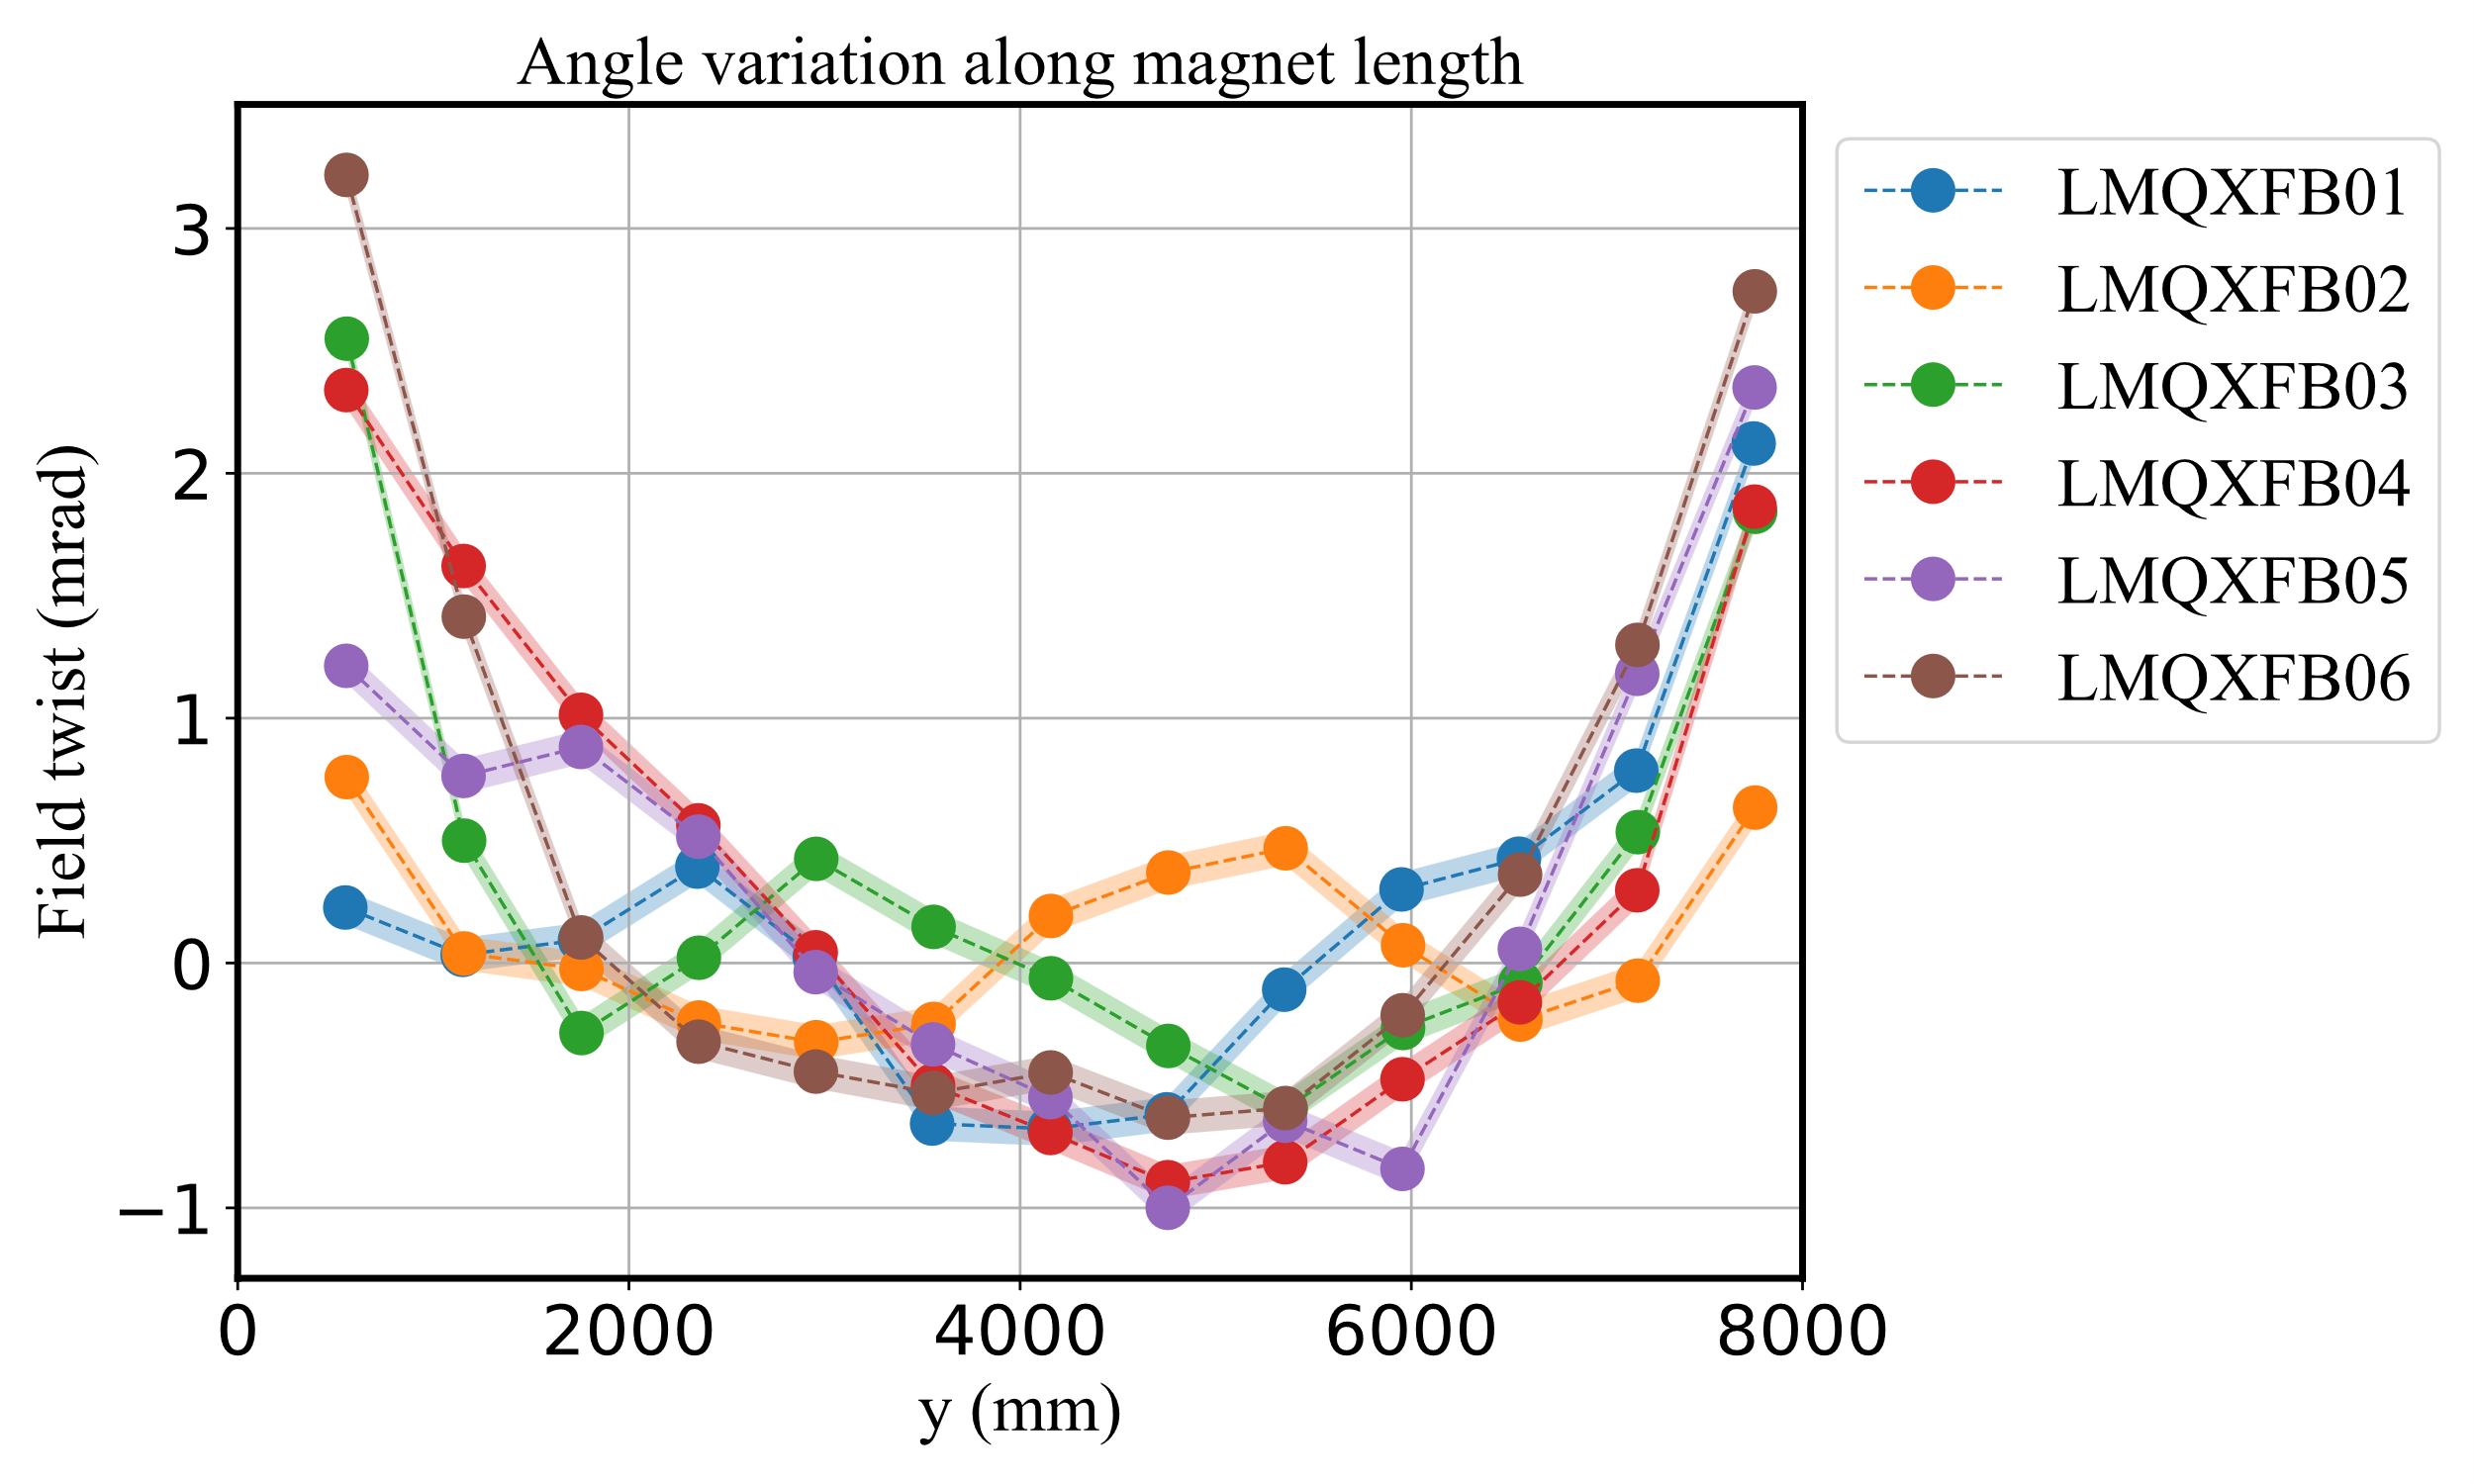 Angle variation along magnet length
Field twist (mrad)
3
2
1
0
−1
0 2000 4000 6000 8000
y (mm)
LMQXFB01
LMQXFB02
LMQXFB03
LMQXFB04
LMQXFB05
LMQXFB06